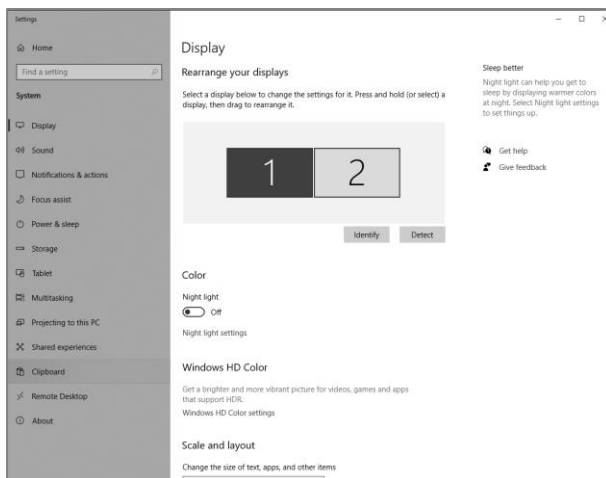 Settings
Home
Find a setting
System
Display
Sound
Notifications & actions
Focus assist
Power & sleep
Storage
Tablet
Multitasking
Projecting to this PC
Shared experiences
Clipboard
Remote Desktop
About
Display
Rearrange your displays
Select a display below to change the settings for it. Press and hold (or select) a
display, then drag to rearrange it.
1
2
Identify
Detect
Color
Night light
Off
Night light settings
Windows HD Color
Get a brighter and more vibrant picture for videos, games and apps
that support HDR.
Windows HD Color settings
Scale and layout
Change the size of text, apps, and other items
Sleep better
Night light can help you get to
sleep by displaying warmer colors
at night. Select Night light settings
to set things up.
Get help
Give feedback